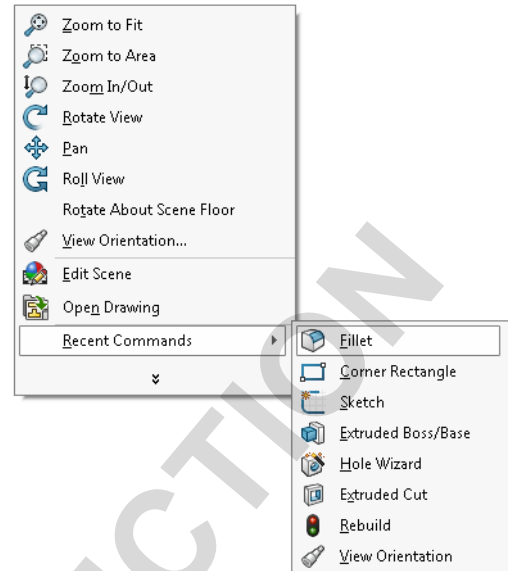 Zoom to Fit
Zoom to Area
Zoom In/Out
Rotate View
Pan
Roll View
Rotate About Scene Floor
View Orientation...
Edit Scene
Open Drawing
Recent Commands
Fillet
Corner Rectangle
Sketch
Extruded Boss/Base
Hole Wizard
Extruded Cut
Rebuild
View Orientation
CTION